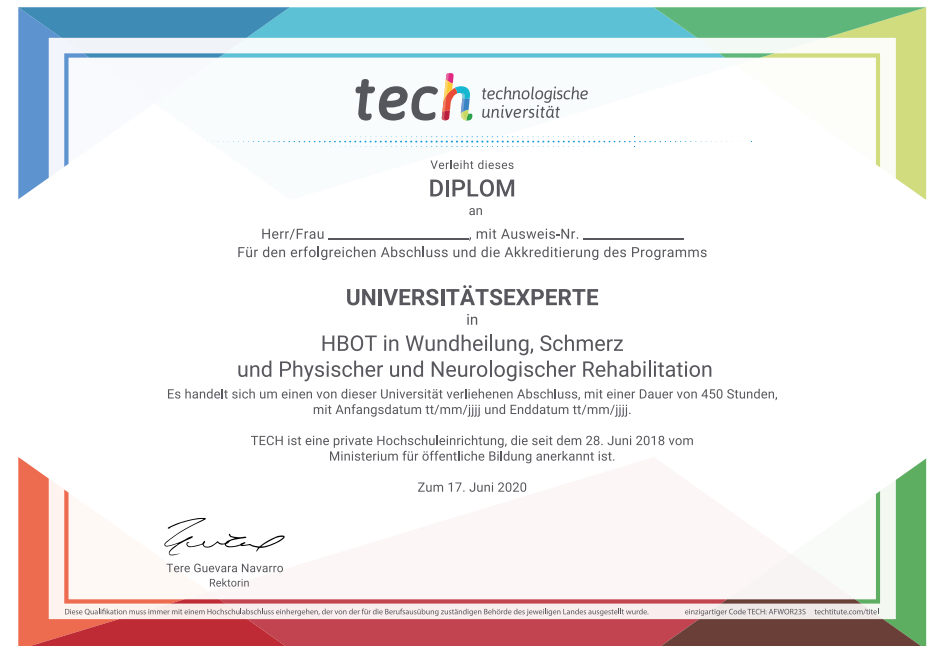 tech technologische
universität
Verleiht dieses
DIPLOM
an
Herr/Frau ____________________, mit Ausweis-Nr. ______________
Für den erfolgreichen Abschluss und die Akkreditierung des Programms
UNIVERSITÄTSEXPERTE
in
HBOT in Wundheilung, Schmerz
und Physischer und Neurologischer Rehabilitation
Es handelt sich um einen von dieser Universität verliehenen Abschluss, mit einer Dauer von 450 Stunden,
mit Anfangsdatum tt/mm/jjjj und Enddatum tt/mm/jjjj.
TECH ist eine private Hochschuleinrichtung, die seit dem 28. Juni 2018 vom
Ministerium für öffentliche Bildung anerkannt ist.
Zum 17. Juni 2020
Tere Guevara Navarro
Rektorin
Diese Qualifikation muss immer mit einem Hochschulabschluss einhergehen, der von der für die Berufsausübung zuständigen Behörde des jeweiligen Landes ausgestellt wurde. einzigartiger Code TECH: AFWOR23S techtitute.com/titel